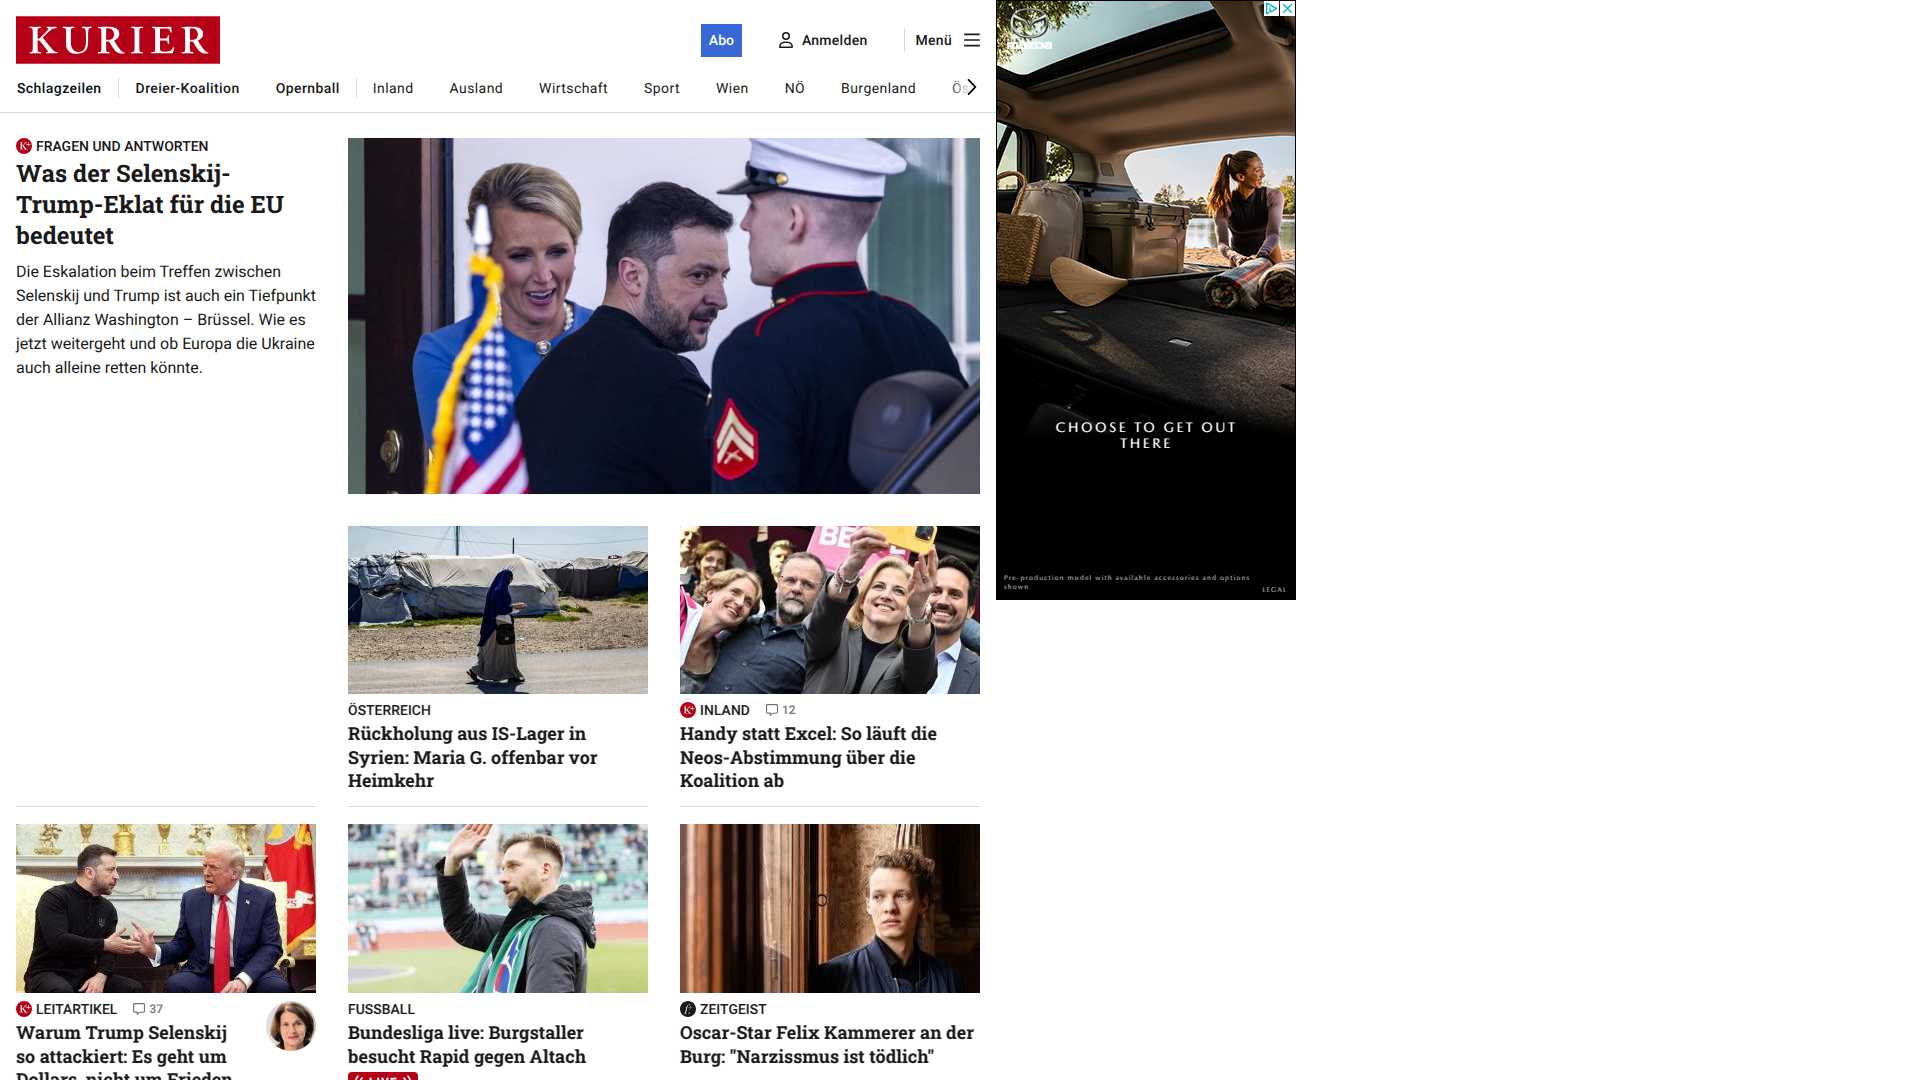 KURIER
Abo
Anmelden
Menü
Schlagzeilen
Dreier-Koalition
Opernball
Inland
Ausland
Wirtschaft
Sport
Wien
NÖ
Burgenland
FRAGEN UND ANTWORTEN
Was der Selenskij-
Trump-Eklat für die EU
bedeutet
Die Eskalation beim Treffen zwischen
Selenskij und Trump ist auch ein Tiefpunkt
der Allianz Washington – Brüssel. Wie es
jetzt weitergeht und ob Europa die Ukraine
auch alleine retten könnte.
ÖSTERREICH
Rückholung aus IS-Lager in
Syrien: Maria G. offenbar vor
Heimkehr
INLAND 12
Handy statt Excel: So läuft die
Neos-Abstimmung über die
Koalition ab
LEITARTIKEL 37
Warum Trump Selenskij
so attackiert: Es geht um
Dollars, nicht um Frieden
FUSSBALL
Bundesliga live: Burgstaller
besucht Rapid gegen Altach
LIVE
ZEITGEIST
Oscar-Star Felix Kammerer an der
Burg: "Narzissmus ist tödlich"
mazda
CHOOSE TO GET OUT
THERE
Pre-production model with available accessories and options
shown.
LEGAL